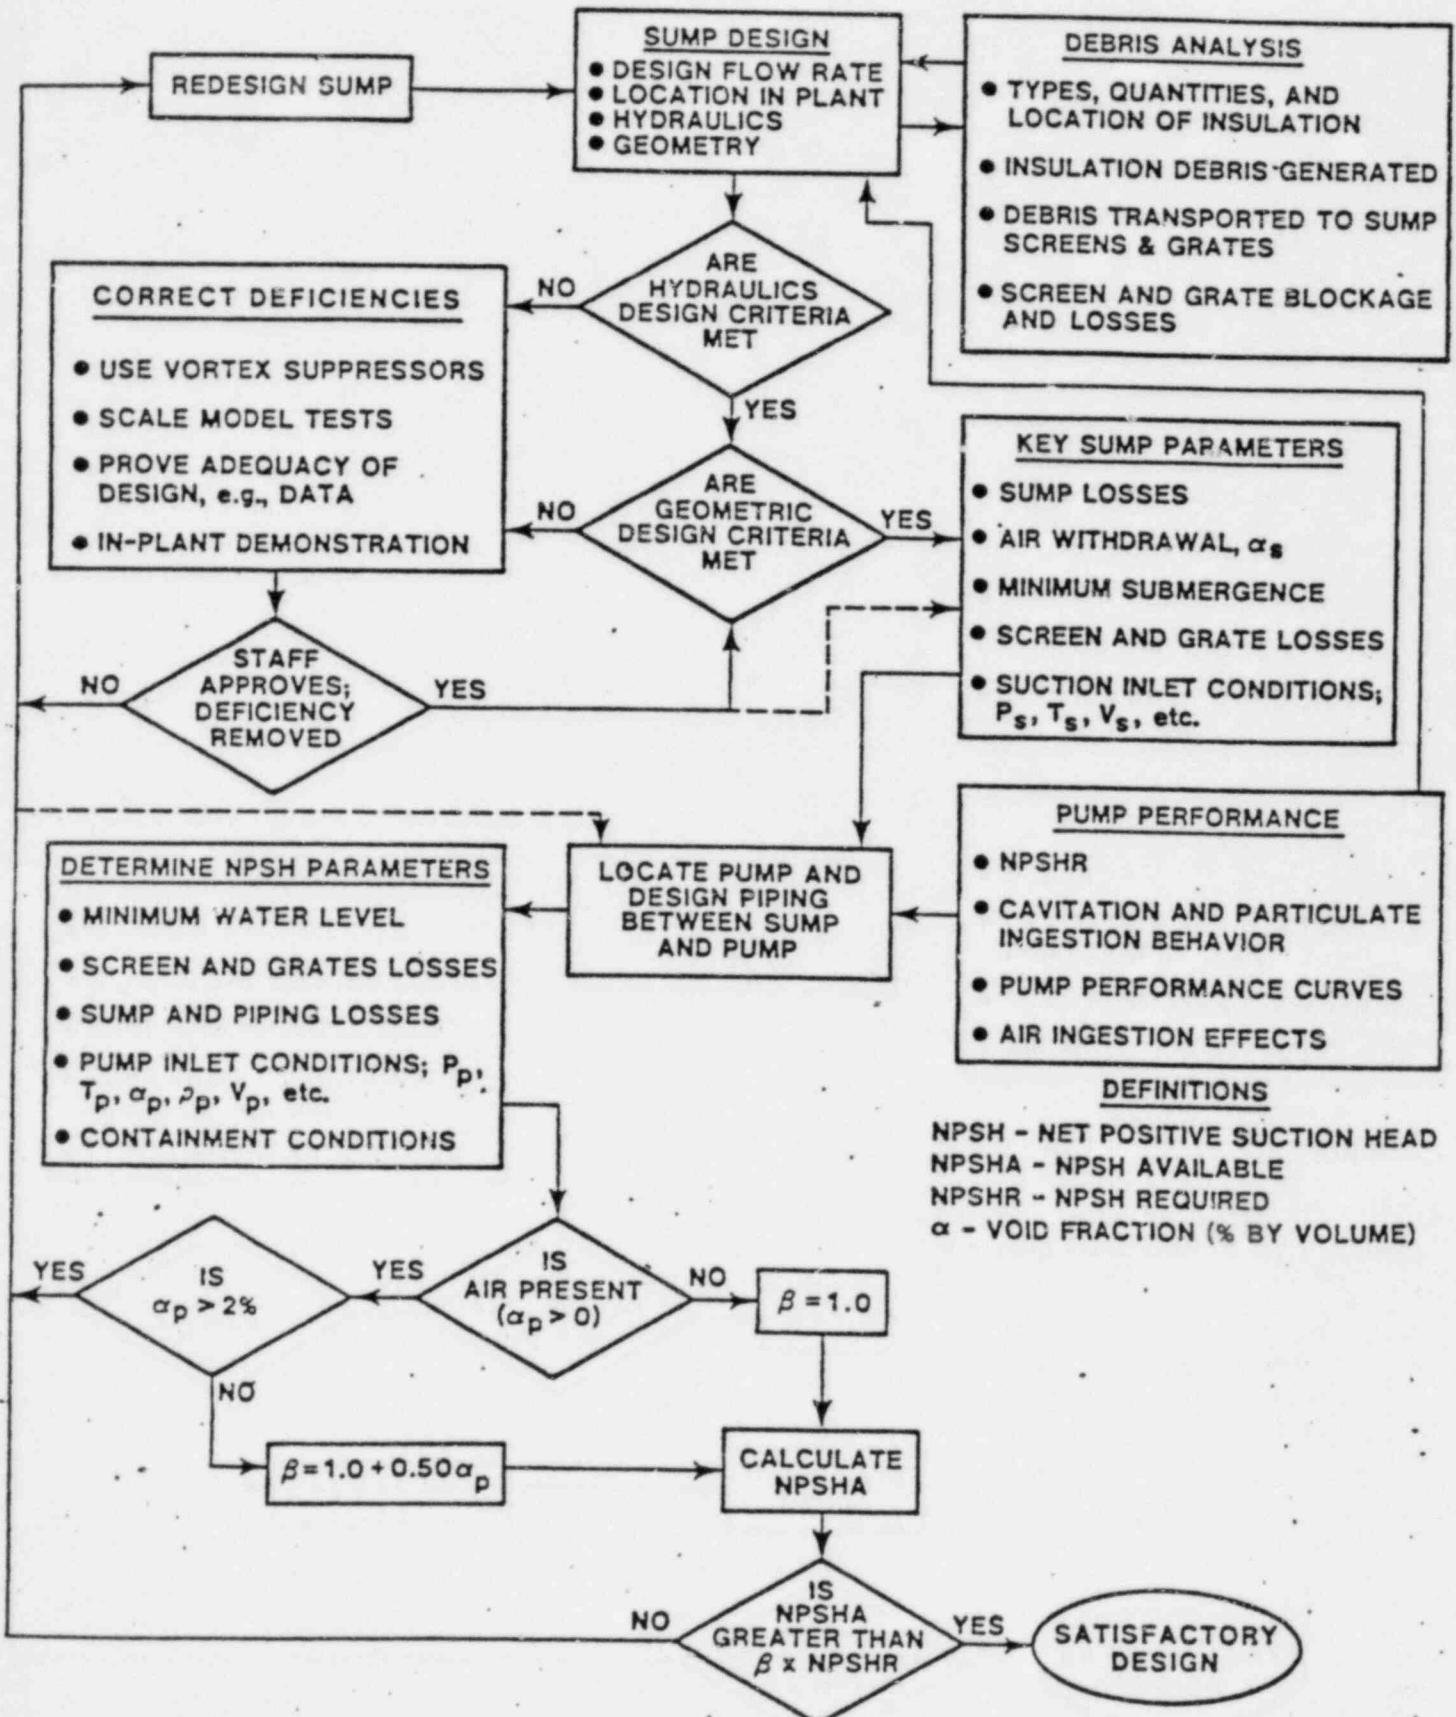 REDESIGN SUMP
SUMP DESIGN
● DESIGN FLOW RATE
● LOCATION IN PLANT
● HYDRAULICS
● GEOMETRY
DEBRIS ANALYSIS
● TYPES, QUANTITIES, AND
LOCATION OF INSULATION
● INSULATION DEBRIS GENERATED
● DEBRIS TRANSPORTED TO SUMP
SCREENS & GRATES
● SCREEN AND GRATE BLOCKAGE
AND LOSSES
ARE
HYDRAULICS
DESIGN CRITERIA
MET
NO
YES
CORRECT DEFICIENCIES
● USE VORTEX SUPPRESSORS
● SCALE MODEL TESTS
● PROVE ADEQUACY OF
DESIGN, e.g., DATA
● IN-PLANT DEMONSTRATION
ARE
GEOMETRIC
DESIGN CRITERIA
MET
NO
YES
KEY SUMP PARAMETERS
● SUMP LOSSES
● AIR WITHDRAWAL, αs
● MINIMUM SUBMERGENCE
● SCREEN AND GRATE LOSSES
● SUCTION INLET CONDITIONS;
Ps, Ts, Vs, etc.
STAFF
APPROVES;
DEFICIENCY
REMOVED
NO
YES
DETERMINE NPSH PARAMETERS
● MINIMUM WATER LEVEL
● SCREEN AND GRATES LOSSES
● SUMP AND PIPING LOSSES
● PUMP INLET CONDITIONS; Pp,
Tp, αp, ρp, Vp, etc.
● CONTAINMENT CONDITIONS
LOCATE PUMP AND
DESIGN PIPING
BETWEEN SUMP
AND PUMP
PUMP PERFORMANCE
● NPSHR
● CAVITATION AND PARTICULATE
INGESTION BEHAVIOR
● PUMP PERFORMANCE CURVES
● AIR INGESTION EFFECTS
DEFINITIONS
NPSH - NET POSITIVE SUCTION HEAD
NPSHA - NPSH AVAILABLE
NPSHR - NPSH REQUIRED
α - VOID FRACTION (% BY VOLUME)
YES
IS
αp > 2%
NO
YES
IS
AIR PRESENT
(αp > 0)
NO
β = 1.0
β = 1.0 + 0.50αp
CALCULATE
NPSHA
NO
IS
NPSHA
GREATER THAN
β x NPSHR
YES
SATISFACTORY
DESIGN